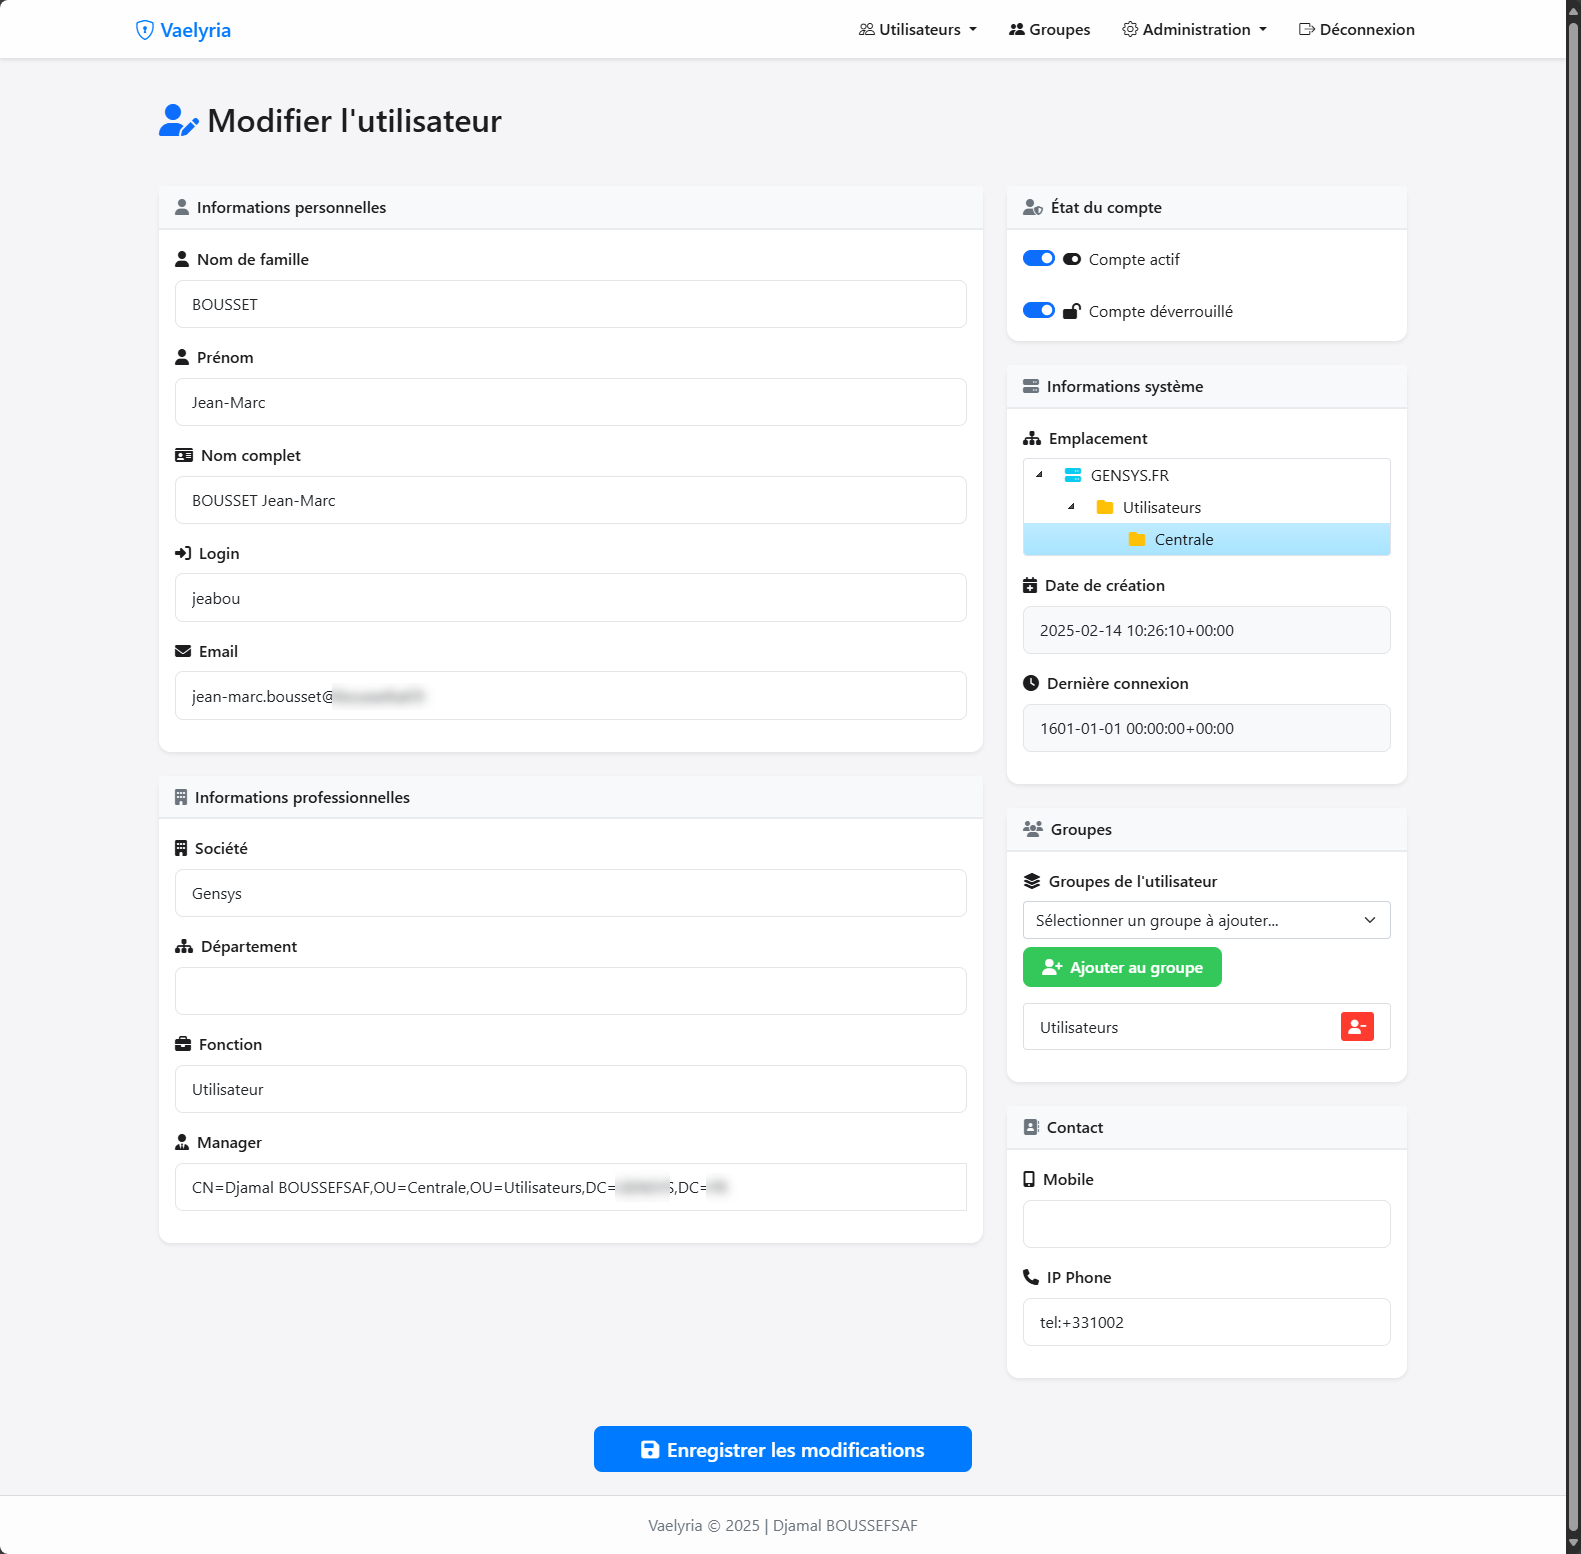 Vaelyria
Utilisateurs
Groupes
Administration
Déconnexion
Modifier l'utilisateur
Informations personnelles
Nom de famille
BOUSSET
Prénom
Jean-Marc
Nom complet
BOUSSET Jean-Marc
Login
jeabou
Email
jean-marc.bousset@
Informations professionnelles
Société
Gensys
Département
Fonction
Utilisateur
Manager
CN=Djamal BOUSSEFSAF,OU=Centrale,OU=Utilisateurs,DC= S,DC=
État du compte
Compte actif
Compte déverrouillé
Informations système
Emplacement
GENSYS.FR
Utilisateurs
Centrale
Date de création
2025-02-14 10:26:10+00:00
Dernière connexion
1601-01-01 00:00:00+00:00
Groupes
Groupes de l'utilisateur
Sélectionner un groupe à ajouter...
Ajouter au groupe
Utilisateurs
Contact
Mobile
IP Phone
tel:+331002
Enregistrer les modifications
Vaelyria © 2025 | Djamal BOUSSEFSAF